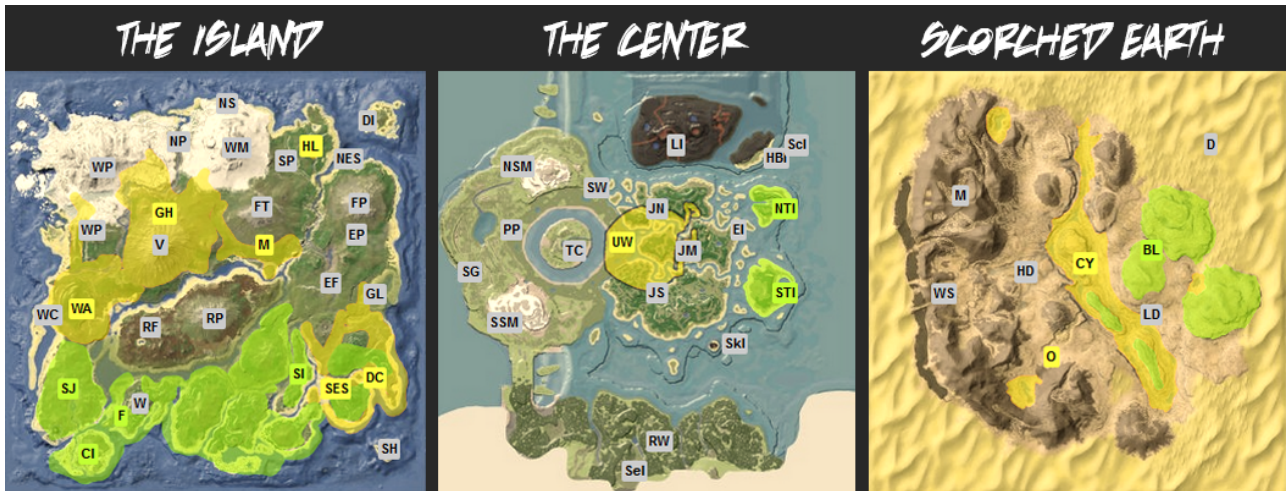 THE ISLAND
NS
DI
NP
WM
SP
HL
NES
WP
GH
FT
FP
WP
V
M
EP
EF
GL
WC
WA
RF
RP
SJ
SI
SES
DC
F
W
CI
SH
THE CENTER
LI
HBI
ScI
NSM
SW
JN
NTI
PP
TC
UW
JM
EI
SG
JS
STI
SSM
SkI
RW
SeI
SCORCHED EARTH
D
M
BL
HD
CY
WS
LD
O